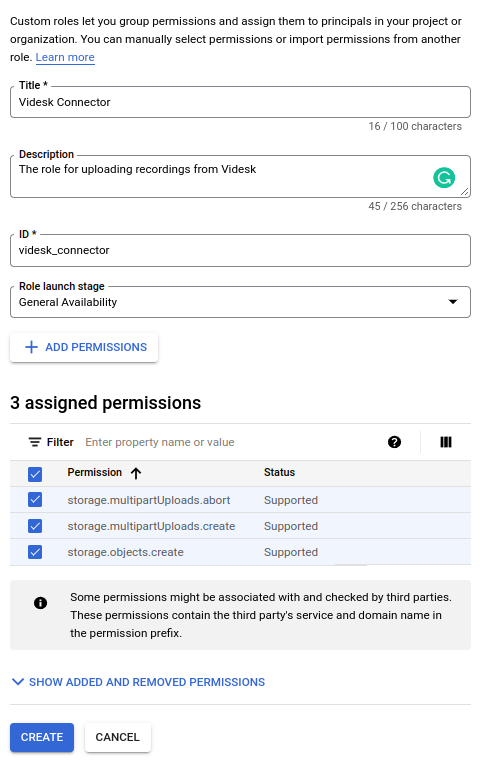 Custom roles let you group permissions and assign them to principals in your project or
organization. You can manually select permissions or import permissions from another
role. Learn more
Title *
Videsk Connector
16 / 100 characters
Description
The role for uploading recordings from Videsk
45 / 256 characters
ID *
videsk_connector
Role launch stage
General Availability
ADD PERMISSIONS
3 assigned permissions
Filter Enter property name or value
Permission Status
storage.multipartUploads.abort Supported
storage.multipartUploads.create Supported
storage.objects.create Supported
Some permissions might be associated with and checked by third parties.
These permissions contain the third party's service and domain name in
the permission prefix.
SHOW ADDED AND REMOVED PERMISSIONS
CREATE CANCEL